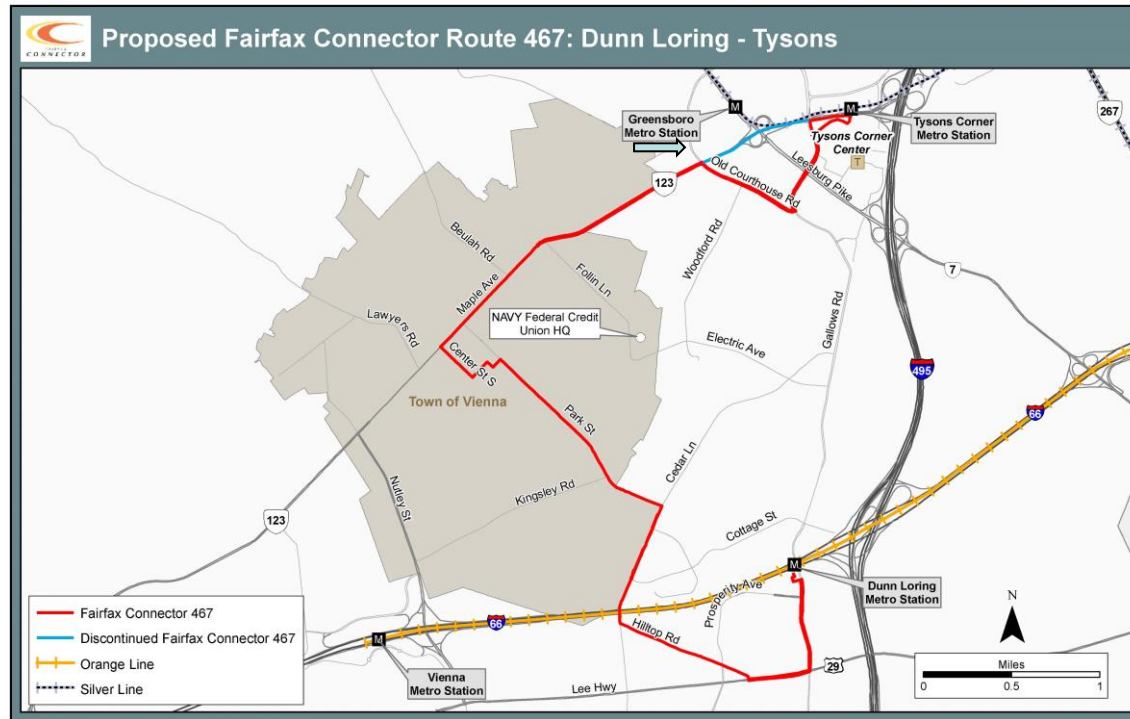 FAIRFAX
CONNECTOR
Proposed Fairfax Connector Route 467: Dunn Loring - Tysons
Greensboro
Metro Station
M
M
Tysons Corner
Metro Station
267
Tysons Corner
Center
T
123
Old Courthouse Rd
Leesburg Pike
Woodford Rd
Beulah Rd
Maple Ave
Follin Ln
7
Lawyers Rd
NAVY Federal Credit
Union HQ
Electric Ave
Gallows Rd
Center St S
495
Town of Vienna
66
Park St
Cedar Ln
Nutley St
Kingsley Rd
123
Cottage St
M
Dunn Loring
Metro Station
Prosperity Ave
Fairfax Connector 467
Discontinued Fairfax Connector 467
Orange Line
Silver Line
66
M
Vienna
Metro Station
Hilltop Rd
Lee Hwy
29
N
Miles
0 0.5 1